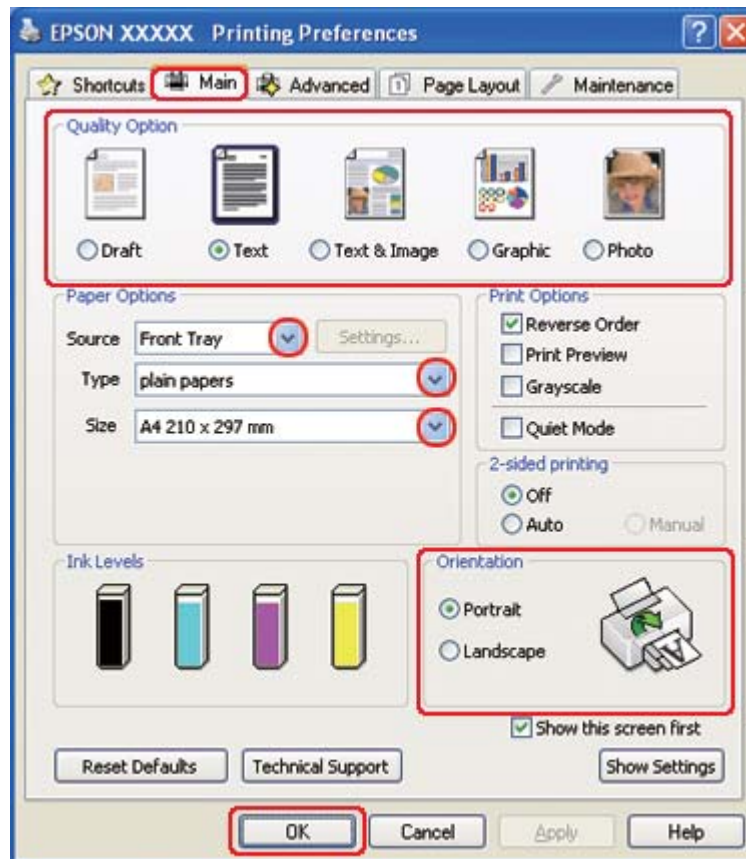 EPSON XXXXX Printing Preferences
Shortcuts Main Advanced Page Layout Maintenance
Quality Option
Draft Text Text & Image Graphic Photo
Paper Options
Source Front Tray Settings...
Type plain papers
Size A4 210 x 297 mm
Print Options
Reverse Order
Print Preview
Grayscale
Quiet Mode
2-sided printing
Off
Auto Manual
Ink Levels
Orientation
Portrait
Landscape
Show this screen first
Reset Defaults Technical Support Show Settings
OK Cancel Apply Help